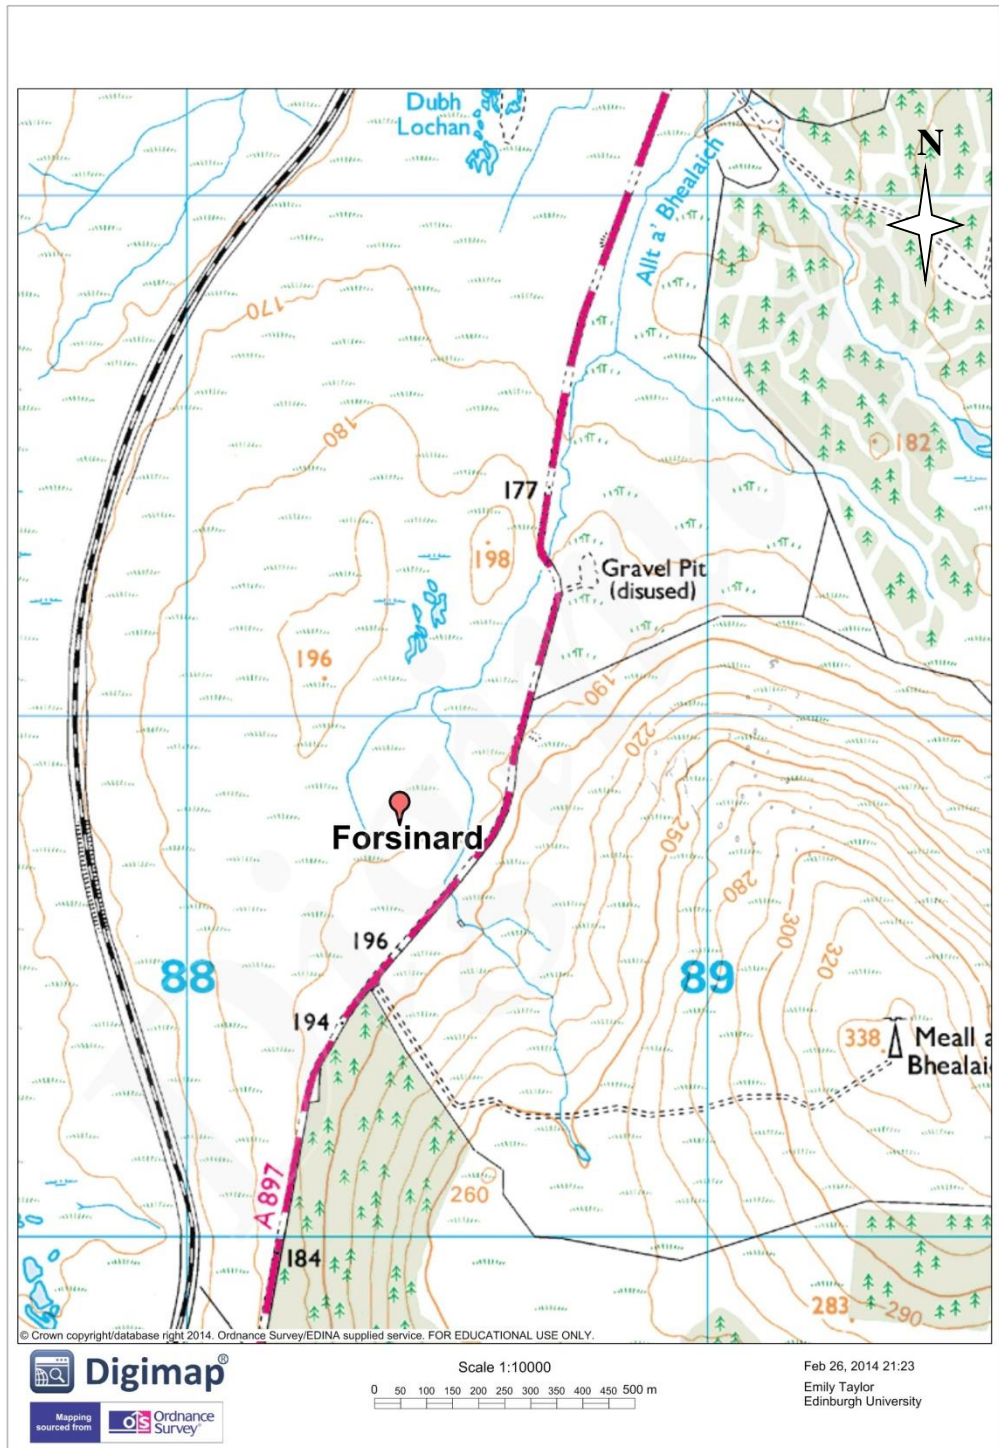 Dubh
Lochan
N
Allt a' Bhealaich
170
180
182
177
198
Gravel Pit
(disused)
196
190
220
Forsinard
250
280
196
300
320
88
89
194
338
Meall a
Bhealai
A 897
260
184
283
290
© Crown copyright/database right 2014. Ordnance Survey/EDINA supplied service. FOR EDUCATIONAL USE ONLY.
Digimap®
Scale 1:10000
Feb 26, 2014 21:23
0 50 100 150 200 250 300 350 400 450 500 m
Emily Taylor
Edinburgh University
Mapping
sourced from
OS Ordnance
Survey®